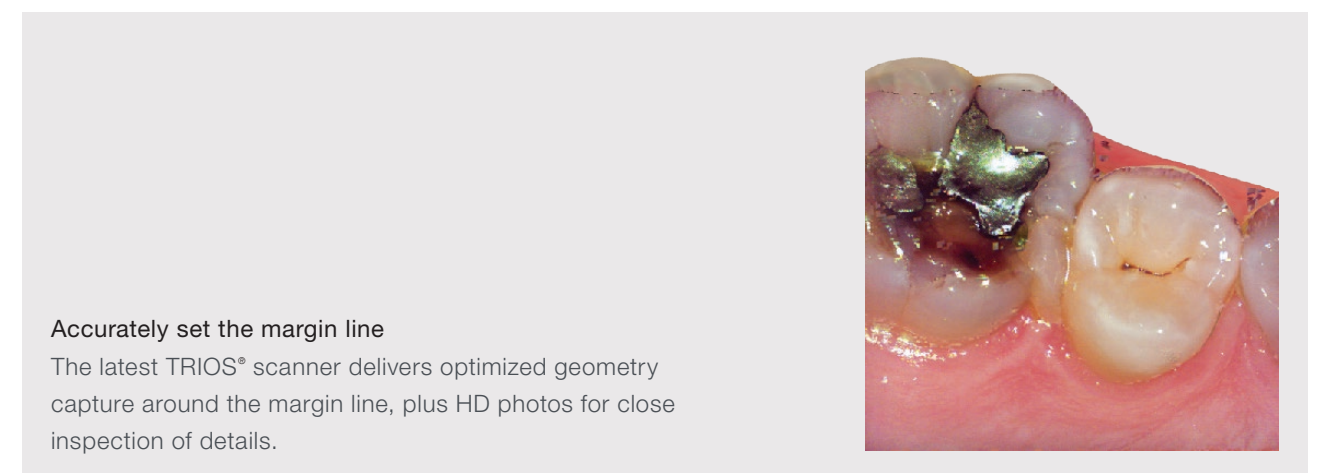 Accurately set the margin line
The latest TRIOS® scanner delivers optimized geometry
capture around the margin line, plus HD photos for close
inspection of details.